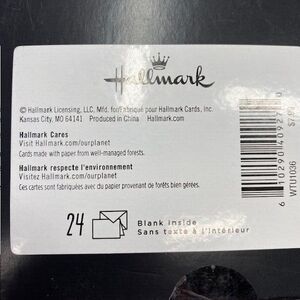 Hallmark
© Hallmark Licensing, LLC. Mfd. for/Fabriqué pour Hallmark Cards, Inc.
Kansas City, MO 64141 Produced in China Hallmark.com
Hallmark Cares
Visit Hallmark.com/ourplanet
Cards made with paper from well-managed forests.
Hallmark respecte l'environnement
Visitez Hallmark.com/ourplanet
Ces cartes sont fabriquées avec du papier provenant de forêts bien gérées.
24
Blank Inside
Sans texte à l'intérieur
WTU1036